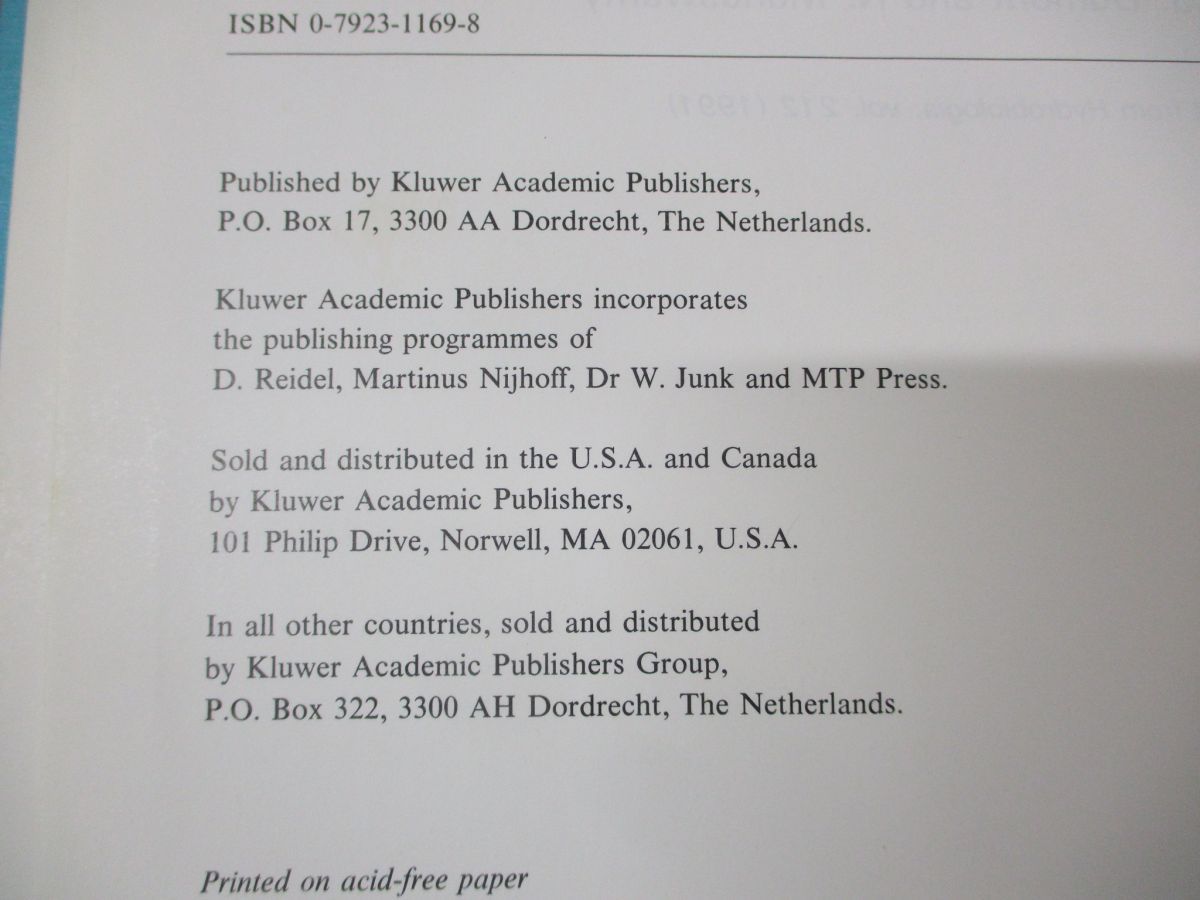 ISBN 0-7923-1169-8
Published by Kluwer Academic Publishers,
P.O. Box 17, 3300 AA Dordrecht, The Netherlands.
Kluwer Academic Publishers incorporates
the publishing programmes of
D. Reidel, Martinus Nijhoff, Dr W. Junk and MTP Press.
Sold and distributed in the U.S.A. and Canada
by Kluwer Academic Publishers,
101 Philip Drive, Norwell, MA 02061, U.S.A.
In all other countries, sold and distributed
by Kluwer Academic Publishers Group,
P.O. Box 322, 3300 AH Dordrecht, The Netherlands.
Printed on acid-free paper